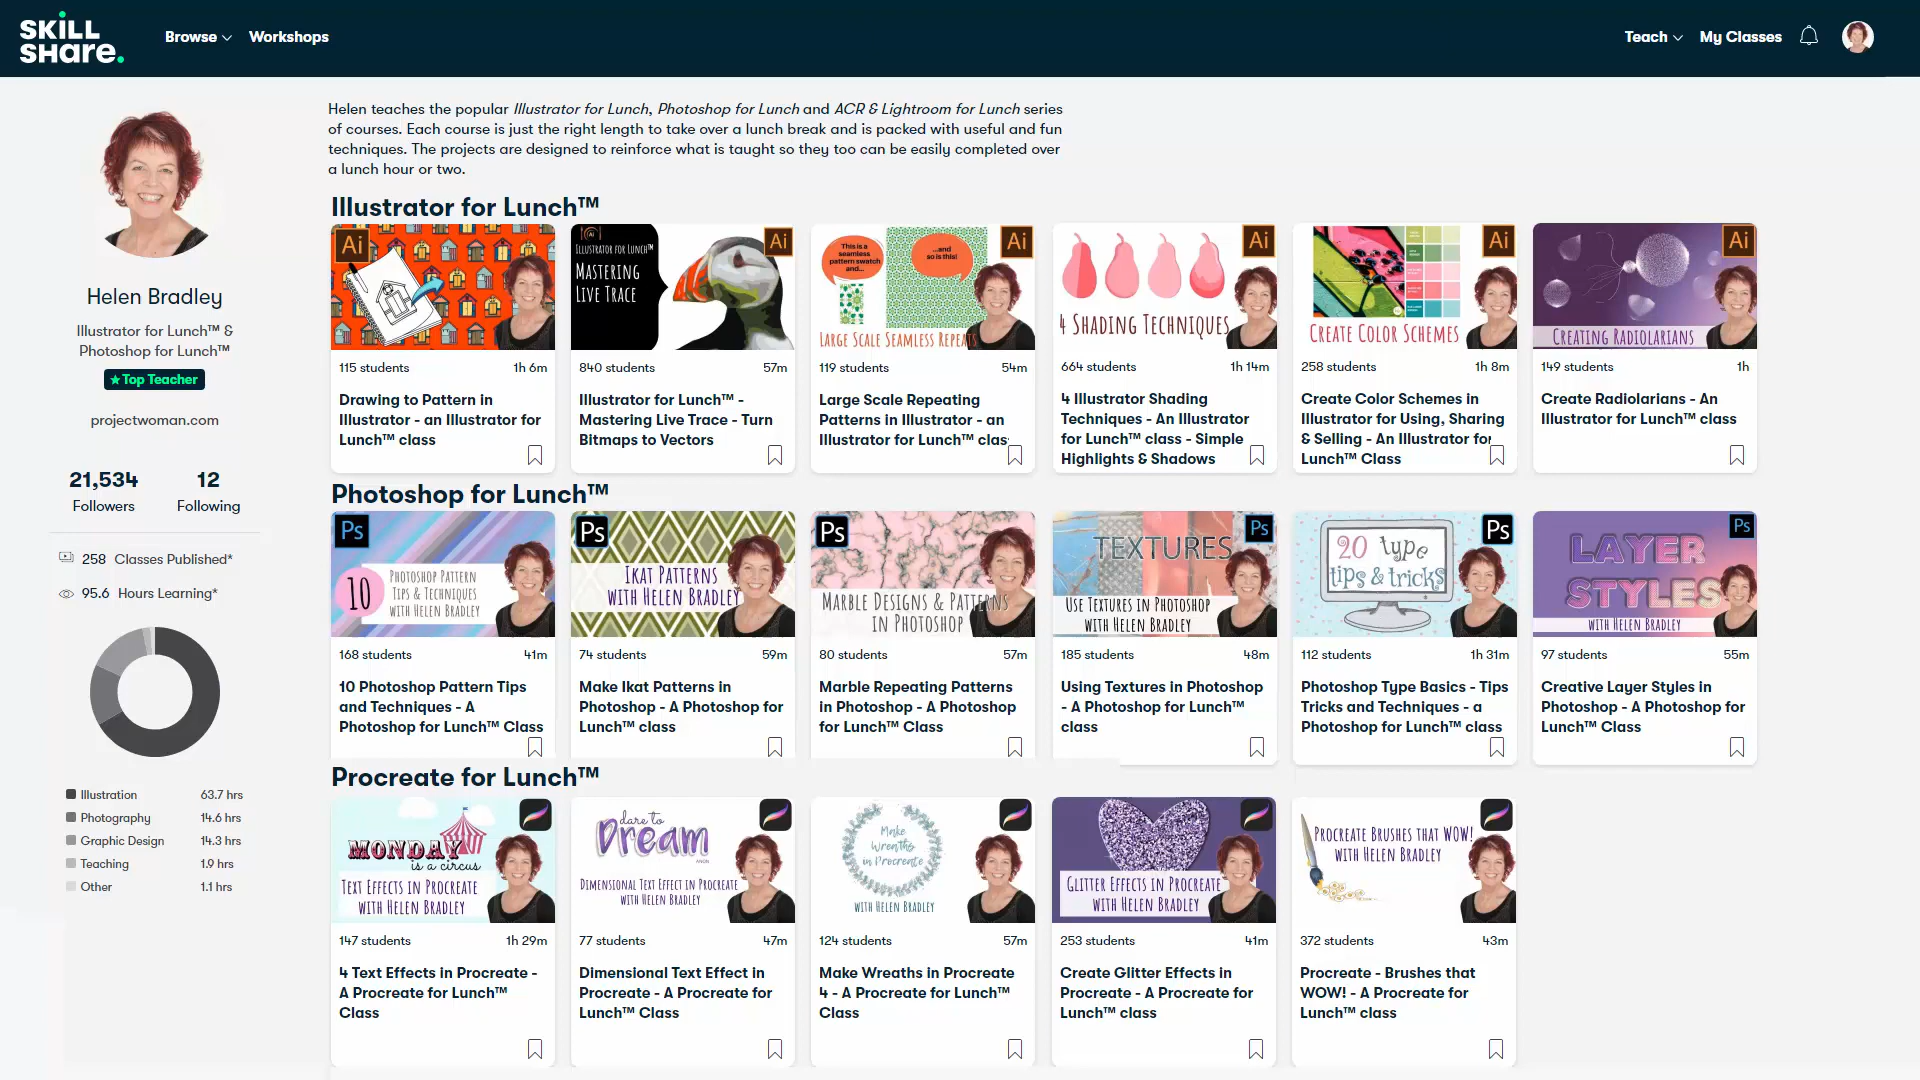 SKILL
SHare.
Browse
Workshops
Teach
My Classes
Helen Bradley
Illustrator for Lunch™ &
Photoshop for Lunch™
★Top Teacher
projectwoman.com
21,534
Followers
12
Following
258 Classes Published*
95.6 Hours Learning*
Illustration 63.7 hrs
Photography 14.6 hrs
Graphic Design 14.3 hrs
Teaching 1.9 hrs
Other 1.1 hrs
Helen teaches the popular Illustrator for Lunch, Photoshop for Lunch and ACR & Lightroom for Lunch series
of courses. Each course is just the right length to take over a lunch break and is packed with useful and fun
techniques. The projects are designed to reinforce what is taught so they too can be easily completed over
a lunch hour or two.
Illustrator for Lunch™
Ai
115 students 1h 6m
Drawing to Pattern in
Illustrator - an Illustrator for
Lunch™ class
Ai
Ai
Illustrator for Lunch™
Mastering
Live Trace
840 students 57m
Illustrator for Lunch™ -
Mastering Live Trace - Turn
Bitmaps to Vectors
Ai
This is a
seamless
pattern swatch
and...
...and
so is this!
Large Scale Seamless Repeats
119 students 54m
Large Scale Repeating
Patterns in Illustrator - an
Illustrator for Lunch™ clas
Ai
4 Shading Techniques
664 students 1h 14m
4 Illustrator Shading
Techniques - An Illustrator
for Lunch™ class - Simple
Highlights & Shadows
Ai
Create Color Schemes
258 students 1h 8m
Create Color Schemes in
Illustrator for Using, Sharing
& Selling - An Illustrator for
Lunch™ Class
Ai
Creating Radiolarians
149 students 1h
Create Radiolarians - An
Illustrator for Lunch™ class
Photoshop for Lunch™
Ps
10
Photoshop Pattern
Tips & Techniques
with Helen Bradley
168 students 41m
10 Photoshop Pattern Tips
and Techniques - A
Photoshop for Lunch™ Class
Ps
Ikat Patterns
with Helen Bradley
74 students 59m
Make Ikat Patterns in
Photoshop - A Photoshop for
Lunch™ class
Ps
Marble Designs & Patterns
in Photoshop
80 students 57m
Marble Repeating Patterns
in Photoshop - A Photoshop
for Lunch™ Class
Ps
TEXTURES
Use Textures in Photoshop
with Helen Bradley
185 students 48m
Using Textures in Photoshop
- A Photoshop for Lunch™
class
Ps
20 type
tips & tricks
112 students 1h 31m
Photoshop Type Basics - Tips
Tricks and Techniques - a
Photoshop for Lunch™ class
Ps
LAYER
STYLES
with Helen Bradley
97 students 55m
Creative Layer Styles in
Photoshop - A Photoshop for
Lunch™ Class
Procreate for Lunch™
MONDAY
is a circus
Text Effects in Procreate
with Helen Bradley
147 students 1h 29m
4 Text Effects in Procreate -
A Procreate for Lunch™
Class
dare to
Dream
Dimensional Text Effect in Procreate
with Helen Bradley
77 students 47m
Dimensional Text Effect in
Procreate - A Procreate for
Lunch™ Class
Make
Wreaths
in Procreate
with Helen Bradley
124 students 57m
Make Wreaths in Procreate
4 - A Procreate for Lunch™
Class
Glitter Effects in Procreate
with Helen Bradley
253 students 41m
Create Glitter Effects in
Procreate - A Procreate for
Lunch™ class
Procreate Brushes that WOW!
with Helen Bradley
372 students 43m
Procreate - Brushes that
WOW! - A Procreate for
Lunch™ class